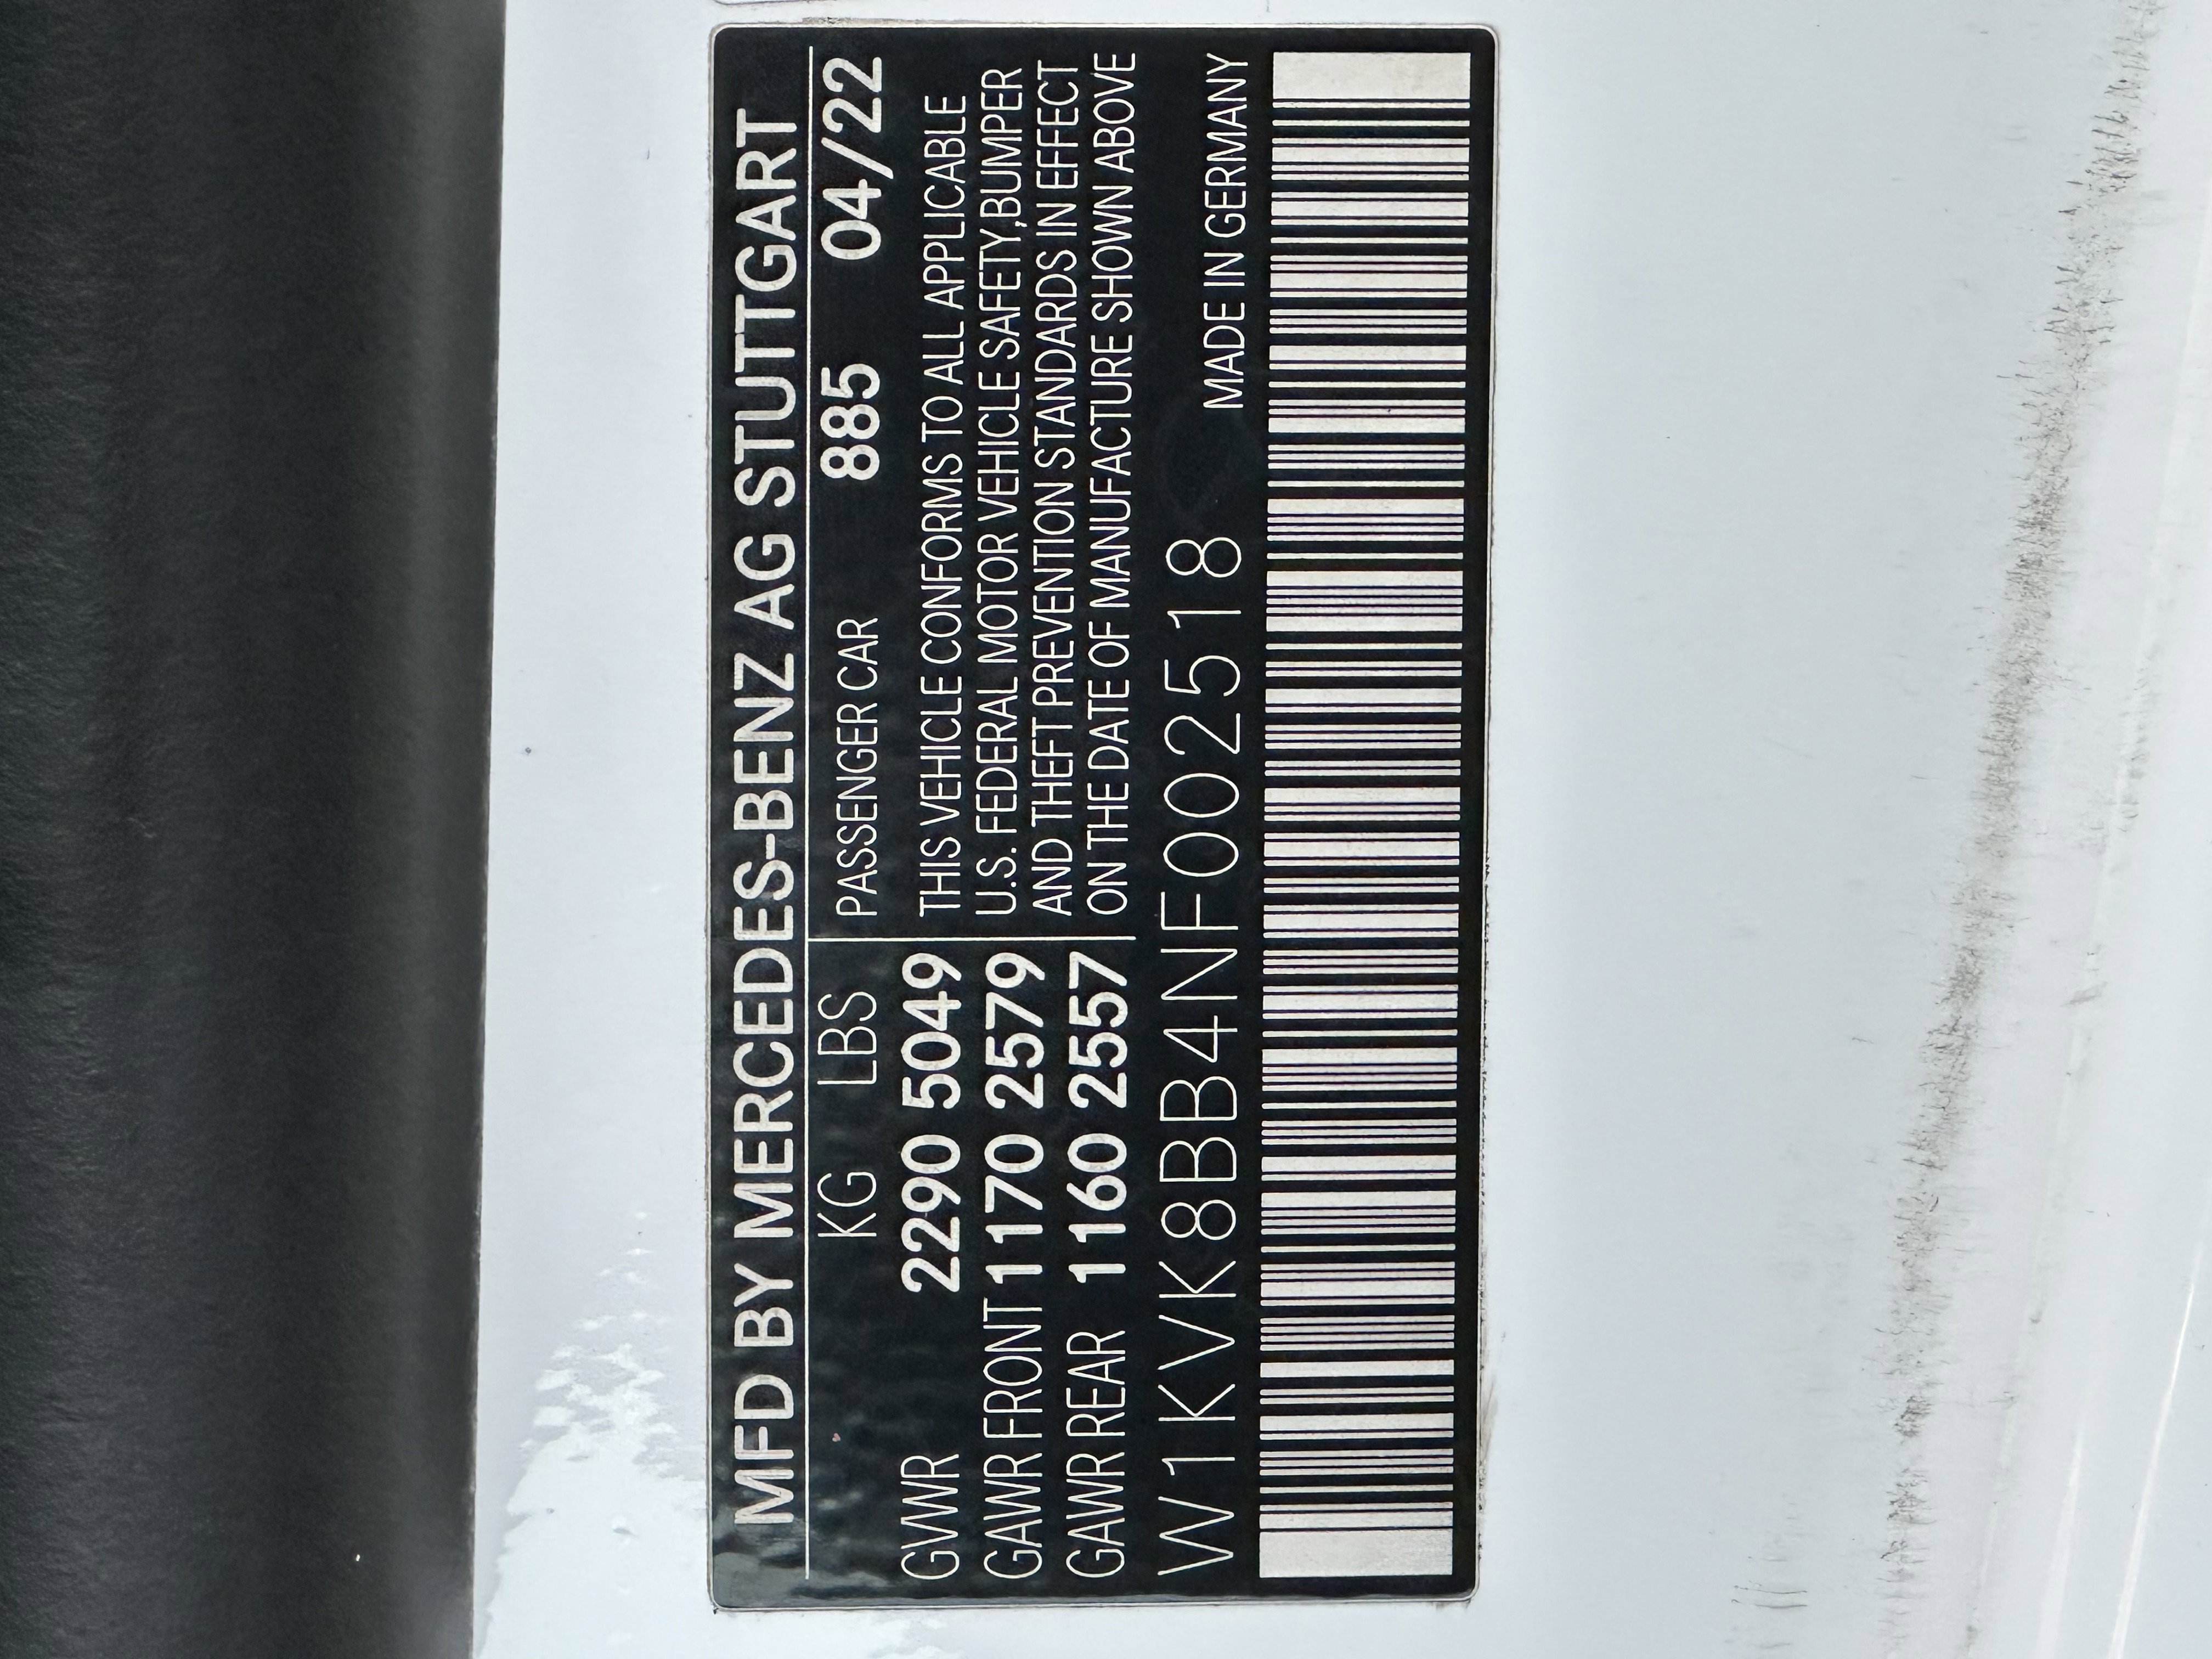 MFD BY MERCEDES-BENZ AG STUTTGART
KG LBS PASSENGER CAR 885 04/22
GVWR 2290 5049
GAWR FRONT 1170 2579
GAWR REAR 1160 2557
THIS VEHICLE CONFORMS TO ALL APPLICABLE
U.S. FEDERAL MOTOR VEHICLE SAFETY,BUMPER
AND THEFT PREVENTION STANDARDS IN EFFECT
ON THE DATE OF MANUFACTURE SHOWN ABOVE
W1KVK8BB4NF002518 MADE IN GERMANY